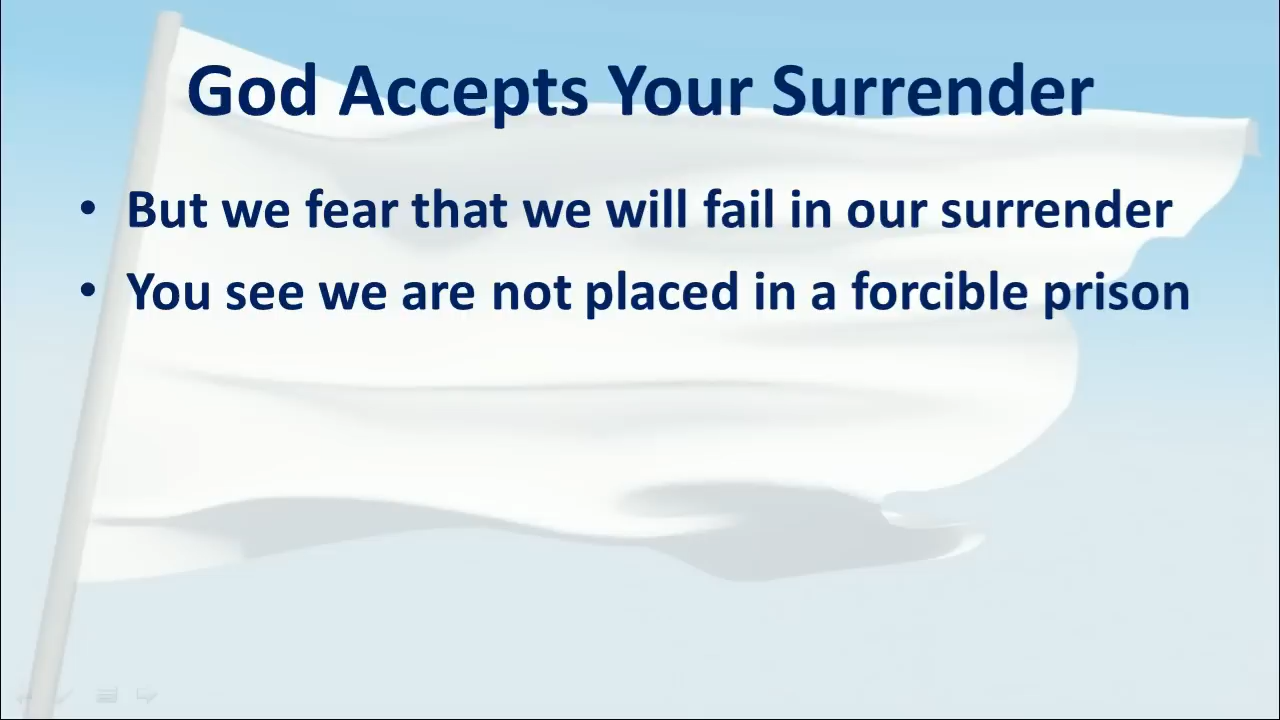 God Accepts Your Surrender
• But we fear that we will fail in our surrender
• You see we are not placed in a forcible prison